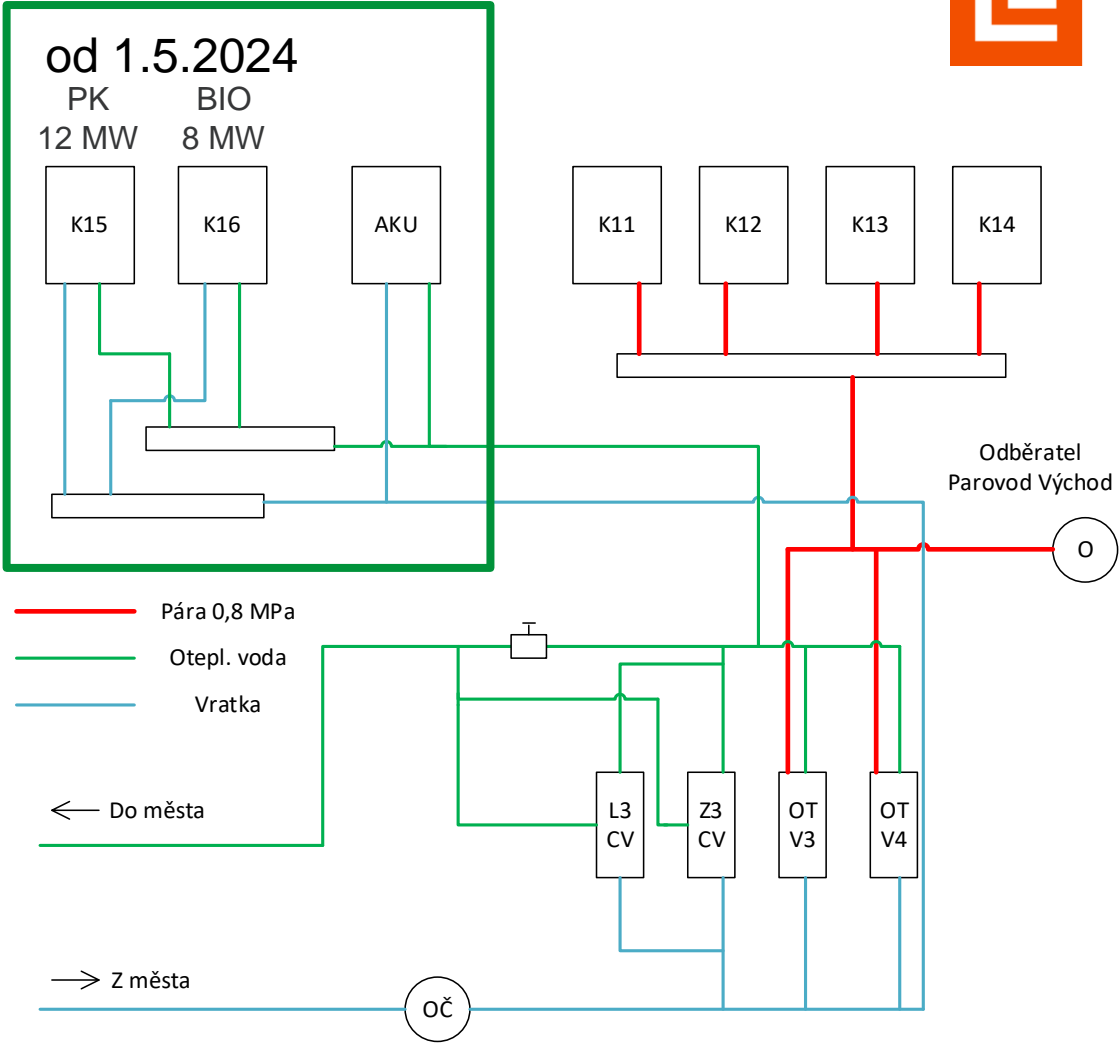 od 1.5.2024
PK
BIO
12 MW
8 MW
K15
K16
AKU
K11
K12
K13
K14
Odběratel
Parovod Východ
O
Pára 0,8 MPa
Otepl. voda
Vratka
Do města
L3
CV
Z3
CV
OT
V3
OT
V4
Z města
OČ